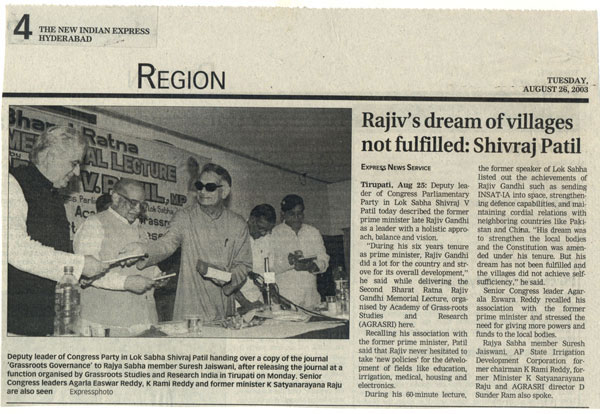 4 THE NEW INDIAN EXPRESS
HYDERABAD
REGION
TUESDAY,
AUGUST 26, 2003
Bharat Ratna
LECTURE
V. PATIL, MP
Rajiv's dream of villages
not fulfilled: Shivraj Patil
EXPRESS NEWS SERVICE
Tirupati, Aug 25: Deputy lea-
der of Congress Parliamentary
Party in Lok Sabha Shivraj V
Patil today described the former
prime minister late Rajiv Gandhi
as a leader with a holistic appro-
ach, balance and vision.
"During his six years tenure
as prime minister, Rajiv Gandhi
did a lot for the country and str-
ove for its overall development,"
he said while delivering the
Second Bharat Ratna Rajiv
Gandhi Memorial Lecture, orga-
nised by Academy of Grass-roots
Studies and Research
(AGRASRI) here.
Recalling his association with
the former prime minister, Patil
said that Rajiv never hesitated to
take 'new policies' for the develo-
pment of fields like education,
irrigation, medical, housing and
electronics.
During his 60-minute lecture,
the former speaker of Lok Sabha
listed out the achievements of
Rajiv Gandhi such as sending
INSAT-IA into space, strengthen-
ing defence capabilities, and mai-
ntaining cordial relations with
neighboring countries like Paki-
stan and China. "His dream was
to strengthen the local bodies
and the Constitution was amen-
ded under his tenure. But his
dream has not been fulfilled and
the villages did not achieve self-
sufficiency," he said.
Senior Congress leader Agar-
ala Eswara Reddy recalled his
association with the former
prime minister and stressed the
need for giving more powers and
funds to the local bodies.
Rajya Sabha member Suresh
Jaiswani, AP State Irrigation
Development Corporation for-
mer chairman K Rami Reddy, for-
mer Minister K Satyanarayana
Raju and AGRASRI director D
Sunder Ram also spoke.
Deputy leader of Congress Party in Lok Sabha Shivraj Patil handing over a copy of the journal
'Grassroots Governance' to Rajya Sabha member Suresh Jaiswani, after releasing the journal at a
function organised by Grassroots Studies and Research India in Tirupati on Monday. Senior
Congress leaders Agarla Easwar Reddy, K Rami Reddy and former minister K Satyanarayana Raju
are also seen Expressphoto